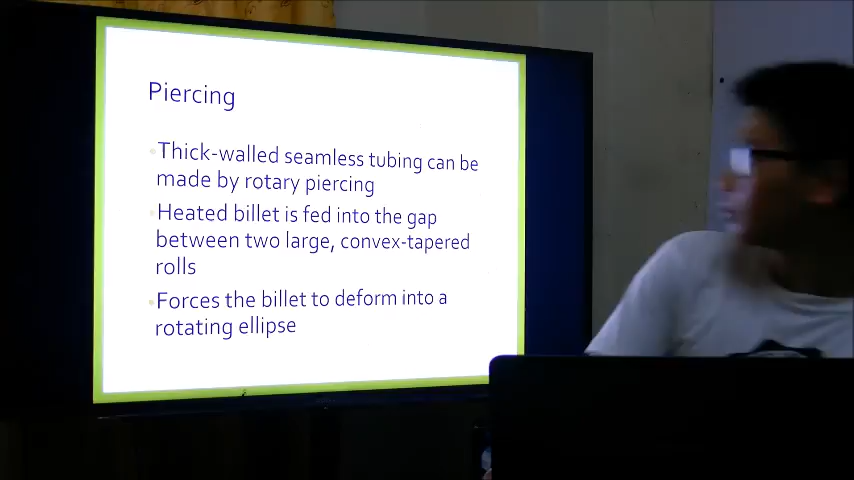 Piercing
Thick-walled seamless tubing can be
made by rotary piercing
Heated billet is fed into the gap
between two large, convex-tapered
rolls
Forces the billet to deform into a
rotating ellipse